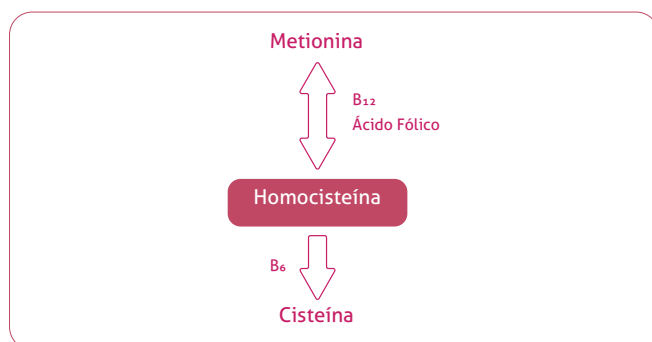 Metionina
B₁₂
Ácido Fólico
Homocisteína
B₆
Cisteína